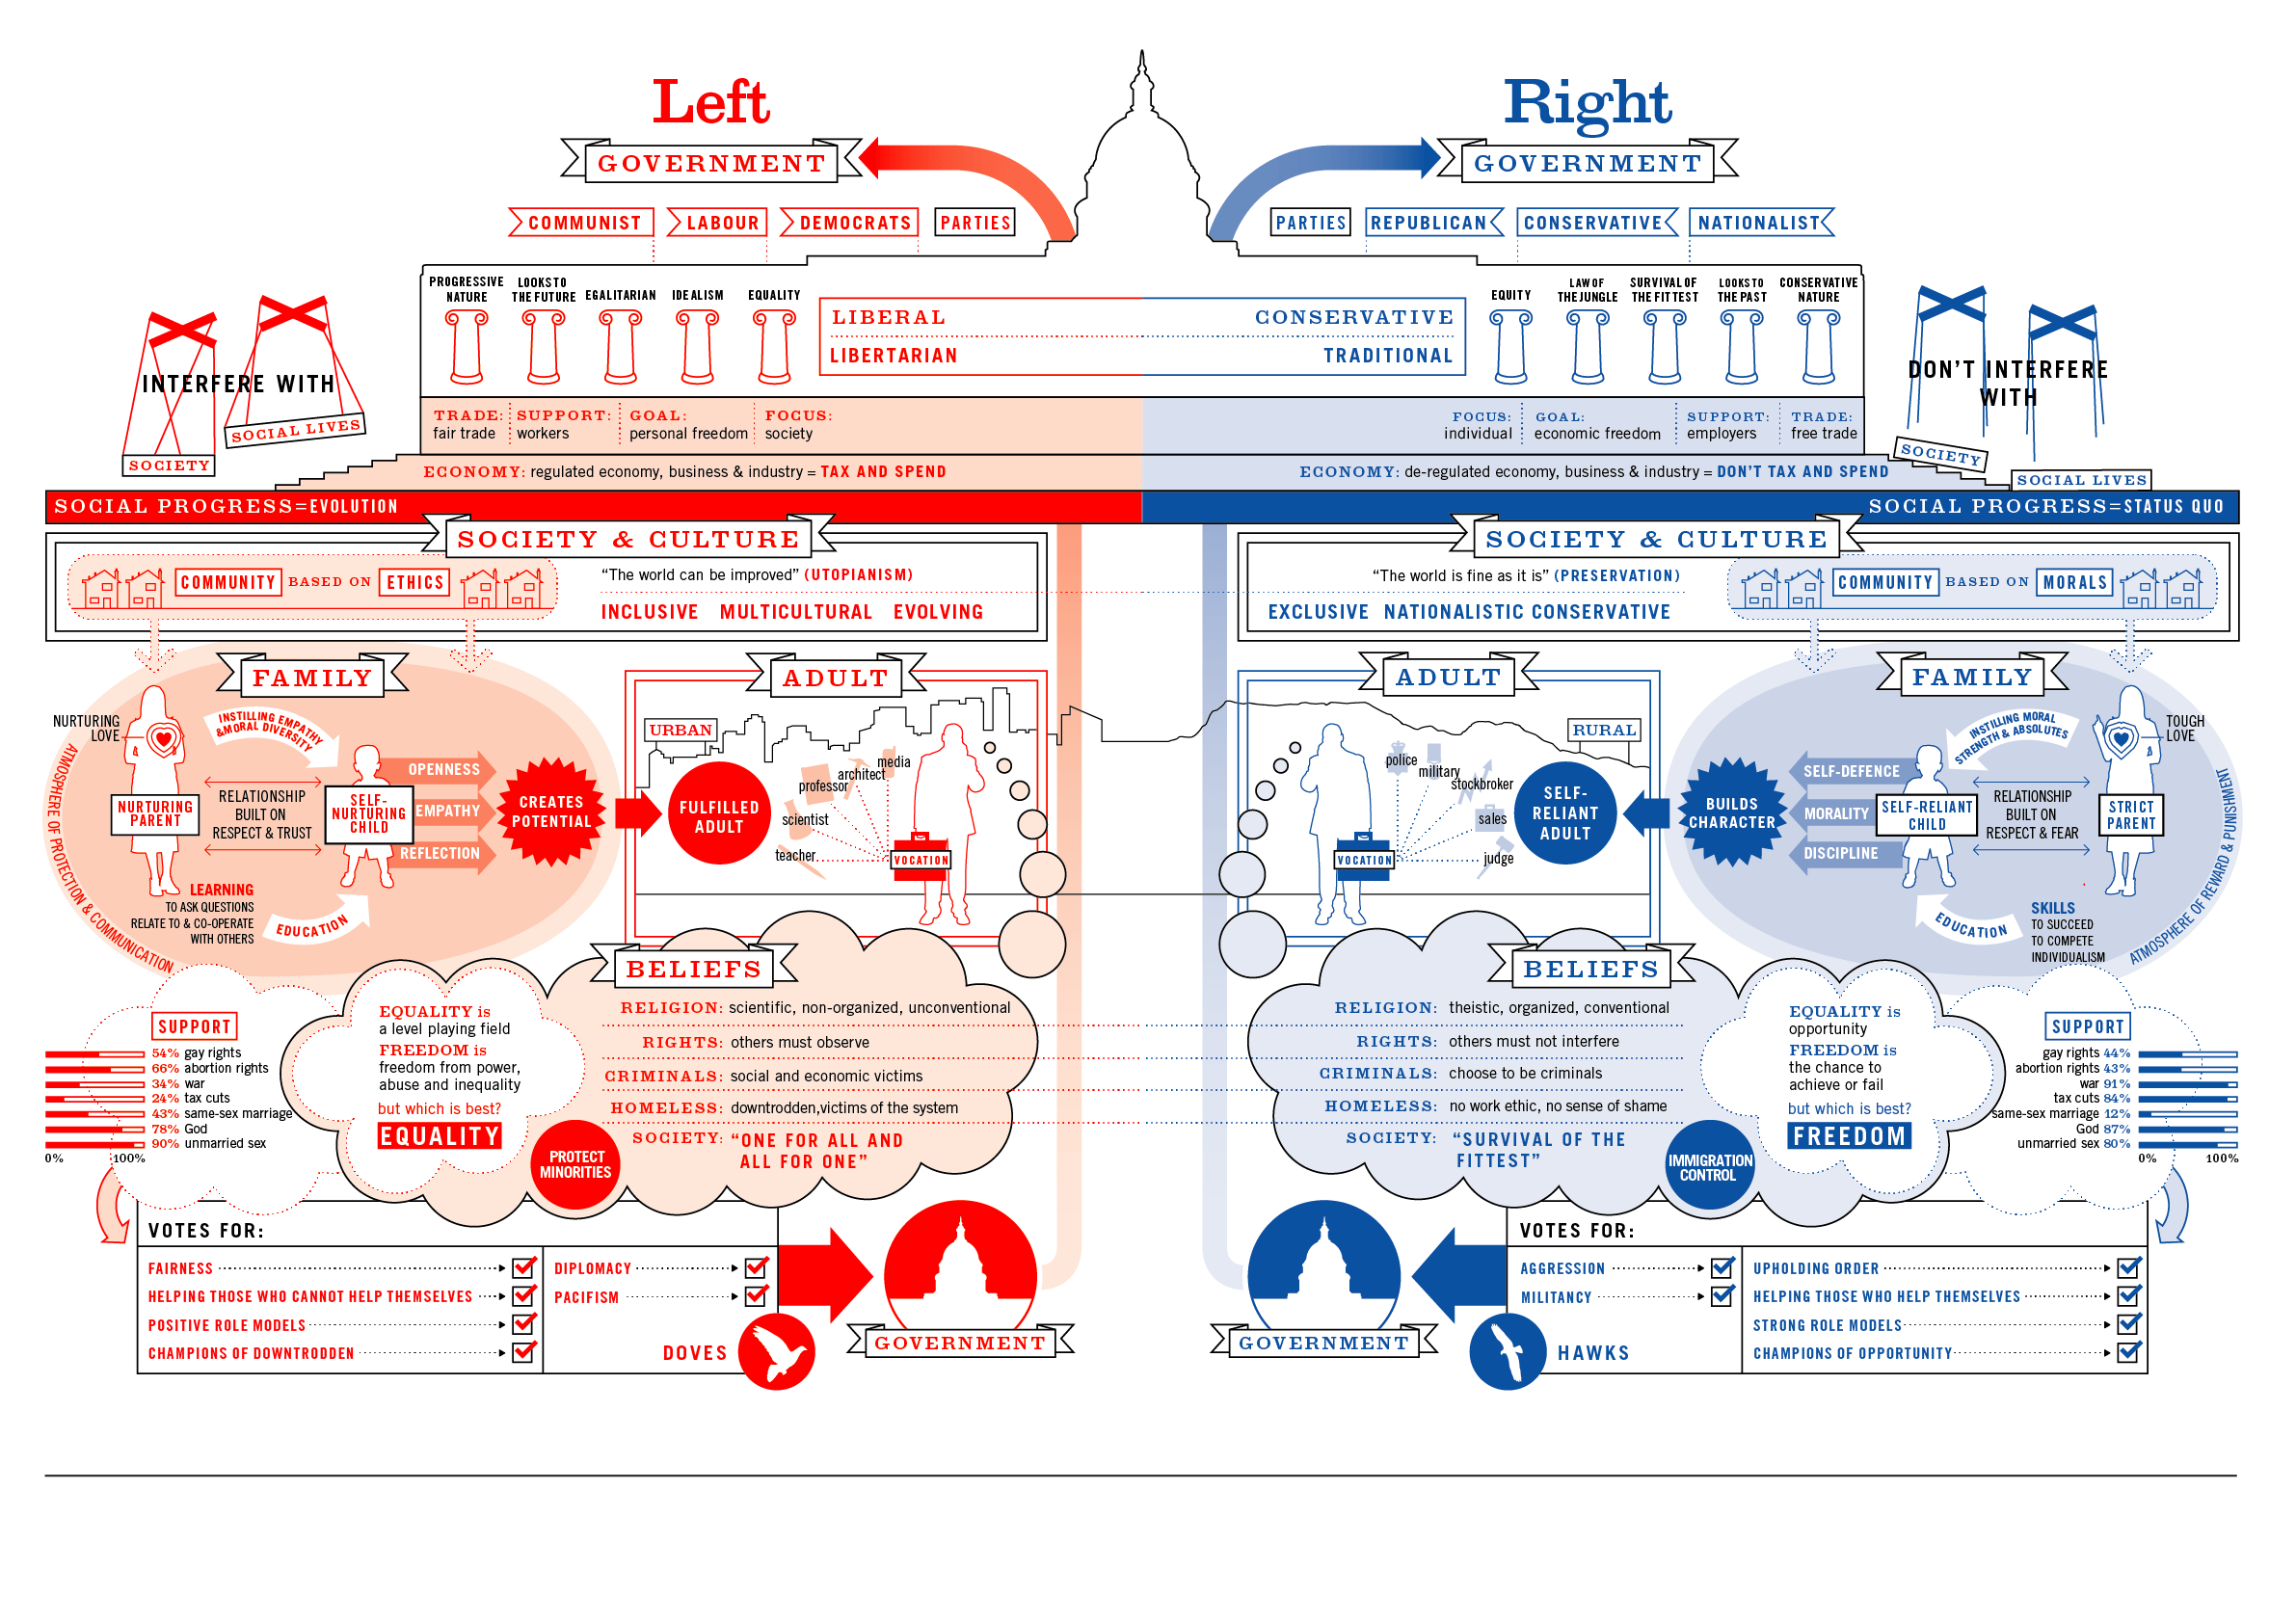 Left
Right
GOVERNMENT
GOVERNMENT
COMMUNIST
LABOUR
DEMOCRATS
PARTIES
PARTIES
REPUBLICAN
CONSERVATIVE
NATIONALIST
PROGRESSIVE
NATURE
LOOKS TO
THE FUTURE
EGALITARIAN
IDEALISM
EQUALITY
LIBERAL
CONSERVATIVE
LIBERTARIAN
TRADITIONAL
EQUITY
LAW OF
THE JUNGLE
SURVIVAL OF
THE FITTEST
LOOKS TO
THE PAST
CONSERVATIVE
NATURE
INTERFERE WITH
SOCIAL LIVES
SOCIETY
DON'T INTERFERE
WITH
SOCIETY
SOCIAL LIVES
TRADE:
fair trade
SUPPORT:
workers
GOAL:
personal freedom
FOCUS:
society
FOCUS:
individual
GOAL:
economic freedom
SUPPORT:
employers
TRADE:
free trade
ECONOMY: regulated economy, business & industry = TAX AND SPEND
ECONOMY: de-regulated economy, business & industry = DON'T TAX AND SPEND
SOCIAL PROGRESS=EVOLUTION
SOCIAL PROGRESS=STATUS QUO
SOCIETY & CULTURE
SOCIETY & CULTURE
COMMUNITY BASED ON ETHICS
“The world can be improved” (UTOPIANISM)
INCLUSIVE MULTICULTURAL EVOLVING
“The world is fine as it is” (PRESERVATION)
EXCLUSIVE NATIONALISTIC CONSERVATIVE
COMMUNITY BASED ON MORALS
FAMILY
NURTURING
LOVE
INSTILLING EMPATHY
& MORAL DIVERSITY
ATMOSPHERE OF PROTECTION & COMMUNICATION
NURTURING
PARENT
RELATIONSHIP
BUILT ON
RESPECT & TRUST
SELF-
NURTURING
CHILD
OPENNESS
EMPATHY
REFLECTION
CREATES
POTENTIAL
LEARNING
TO ASK QUESTIONS
RELATE TO & CO-OPERATE
WITH OTHERS
EDUCATION
ADULT
URBAN
FULFILLED
ADULT
media
architect
professor
scientist
teacher
VOCATION
ADULT
RURAL
police
military
stockbroker
sales
judge
VOCATION
SELF-
RELIANT
ADULT
FAMILY
TOUGH
LOVE
INSTILLING MORAL
STRENGTH & ABSOLUTES
BUILDS
CHARACTER
SELF-DEFENCE
MORALITY
DISCIPLINE
SELF-RELIANT
CHILD
RELATIONSHIP
BUILT ON
RESPECT & FEAR
STRICT
PARENT
ATMOSPHERE OF REWARD & PUNISHMENT
EDUCATION
SKILLS
TO SUCCEED
TO COMPETE
INDIVIDUALISM
SUPPORT
54% gay rights
66% abortion rights
34% war
24% tax cuts
43% same-sex marriage
78% God
90% unmarried sex
0% 100%
EQUALITY is
a level playing field
FREEDOM is
freedom from power,
abuse and inequality
but which is best?
EQUALITY
BELIEFS
RELIGION: scientific, non-organized, unconventional
RIGHTS: others must observe
CRIMINALS: social and economic victims
HOMELESS: downtrodden,victims of the system
SOCIETY: “ONE FOR ALL AND
ALL FOR ONE”
PROTECT
MINORITIES
BELIEFS
RELIGION: theistic, organized, conventional
RIGHTS: others must not interfere
CRIMINALS: choose to be criminals
HOMELESS: no work ethic, no sense of shame
SOCIETY: “SURVIVAL OF THE
FITTEST”
IMMIGRATION
CONTROL
EQUALITY is
opportunity
FREEDOM is
the chance to
achieve or fail
but which is best?
FREEDOM
SUPPORT
gay rights 44%
abortion rights 43%
war 91%
tax cuts 84%
same-sex marriage 12%
God 87%
unmarried sex 80%
0% 100%
VOTES FOR:
FAIRNESS
HELPING THOSE WHO CANNOT HELP THEMSELVES
POSITIVE ROLE MODELS
CHAMPIONS OF DOWNTRODDEN
DIPLOMACY
PACIFISM
DOVES
GOVERNMENT
GOVERNMENT
VOTES FOR:
AGGRESSION
MILITANCY
HAWKS
UPHOLDING ORDER
HELPING THOSE WHO HELP THEMSELVES
STRONG ROLE MODELS
CHAMPIONS OF OPPORTUNITY